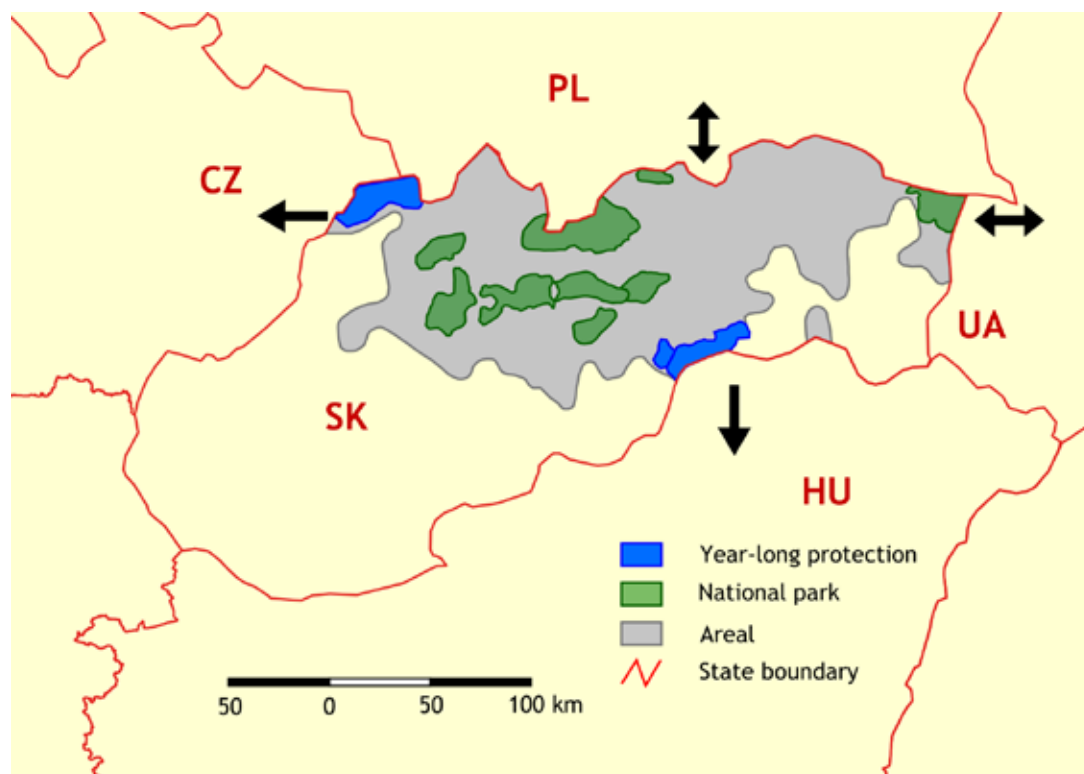 PL
CZ
UA
SK
HU
Year-long protection
National park
Areal
State boundary
50 0 50 100 km